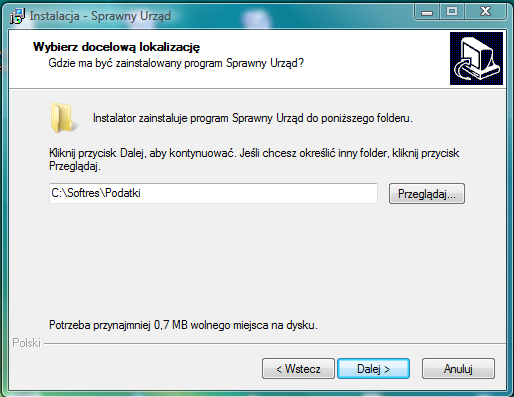 Instalacja - Sprawny Urząd
Wybierz docelową lokalizację
Gdzie ma być zainstalowany program Sprawny Urząd?
Instalator zainstaluje program Sprawny Urząd do poniższego folderu.
Kliknij przycisk Dalej, aby kontynuować. Jeśli chcesz określić inny folder, kliknij przycisk
Przeglądaj.
C:\Softres\Podatki
Przeglądaj...
Potrzeba przynajmniej 0,7 MB wolnego miejsca na dysku.
Polski
< Wstecz
Dalej >
Anuluj